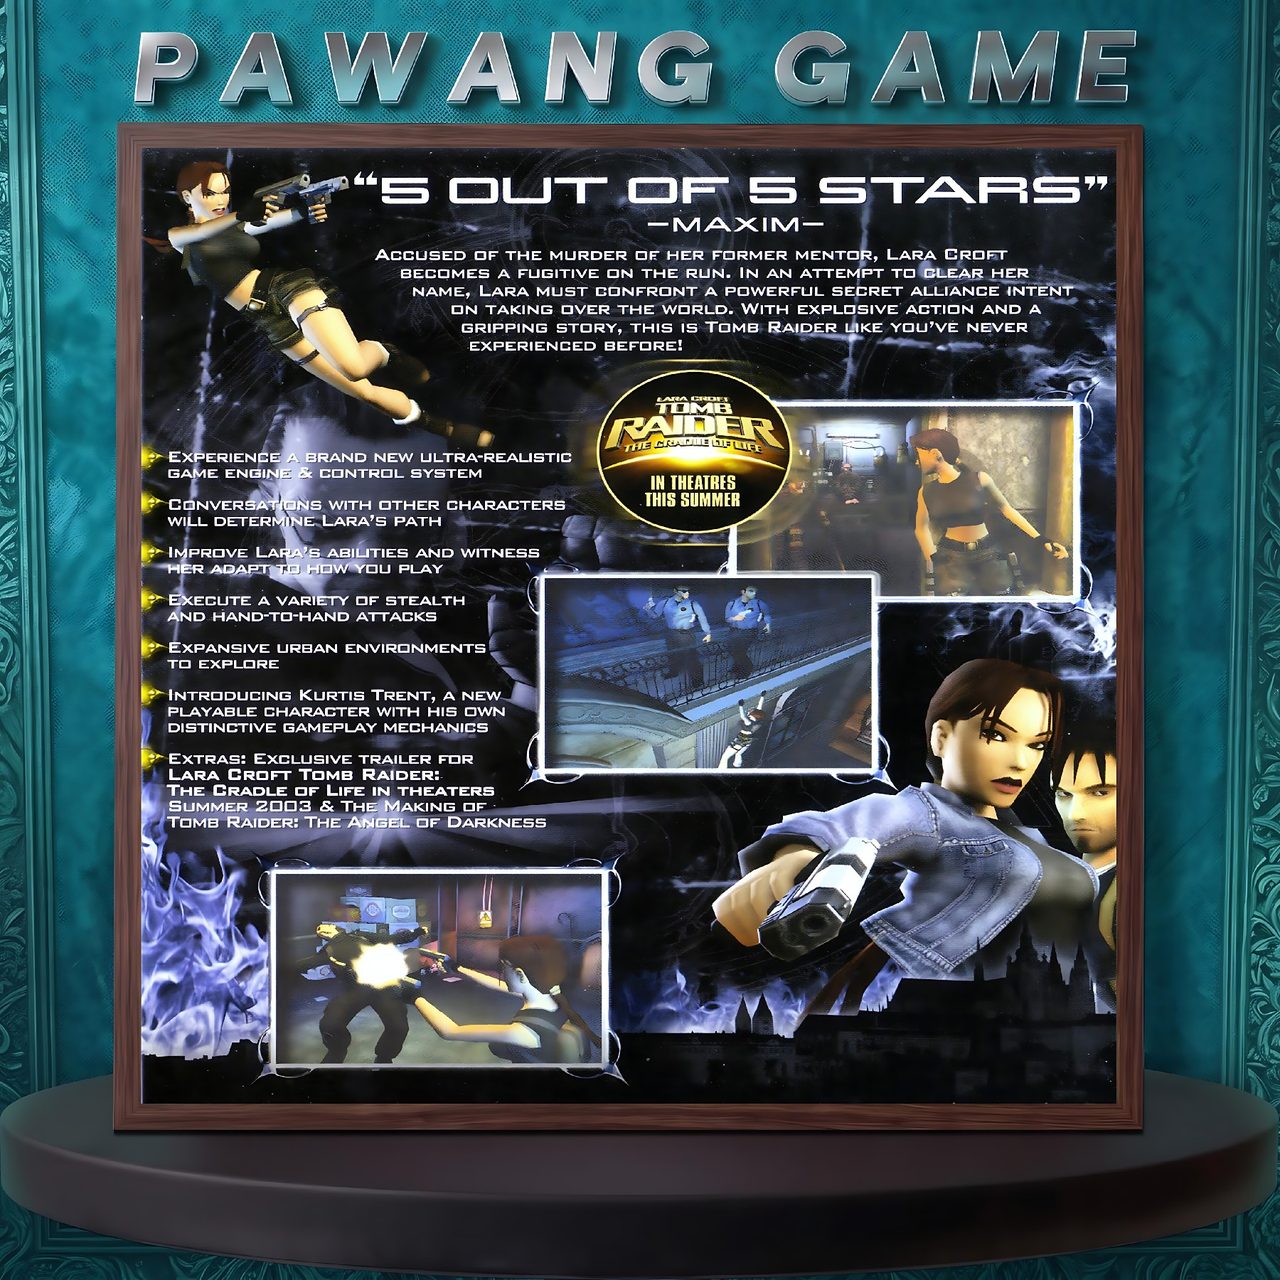 PAWANG GAME
"5 OUT OF 5 STARS"
—MAXIM—
ACCUSED OF THE MURDER OF HER FORMER MENTOR, LARA CROFT
BECOMES A FUGITIVE ON THE RUN. IN AN ATTEMPT TO CLEAR HER
NAME, LARA MUST CONFRONT A POWERFUL SECRET ALLIANCE INTENT
ON TAKING OVER THE WORLD. WITH EXPLOSIVE ACTION AND A
GRIPPING STORY, THIS IS TOMB RAIDER LIKE YOU'VE NEVER
EXPERIENCED BEFORE!
LARA CROFT
TOMB
RAIDER
THE CRADLE OF LIFE
IN THEATRES
THIS SUMMER
EXPERIENCE A BRAND NEW ULTRA-REALISTIC
GAME ENGINE & CONTROL SYSTEM
CONVERSATIONS WITH OTHER CHARACTERS
WILL DETERMINE LARA'S PATH
IMPROVE LARA'S ABILITIES AND WITNESS
HER ADAPT TO HOW YOU PLAY
EXECUTE A VARIETY OF STEALTH
AND HAND-TO-HAND ATTACKS
EXPANSIVE URBAN ENVIRONMENTS
TO EXPLORE
INTRODUCING KURTIS TRENT, A NEW
PLAYABLE CHARACTER WITH HIS OWN
DISTINCTIVE GAMEPLAY MECHANICS
EXTRAS: EXCLUSIVE TRAILER FOR
LARA CROFT TOMB RAIDER:
THE CRADLE OF LIFE IN THEATERS
SUMMER 2003 & THE MAKING OF
TOMB RAIDER: THE ANGEL OF DARKNESS